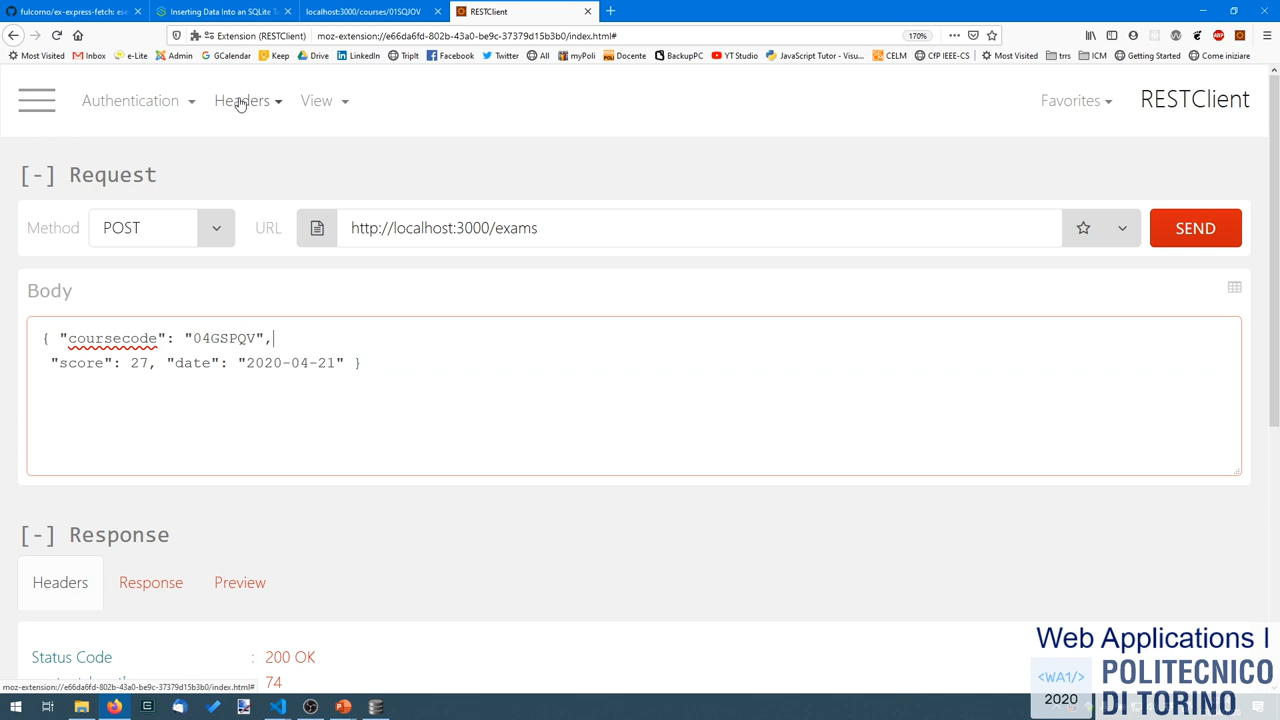 fulcorno/ex-express-fetch: ese
Inserting Data Into an SQLite T
localhost:3000/courses/01SQJOV
RESTClient
Extension (RESTClient)
moz-extension://e66da6fd-802b-43a0-be9c-37379d15b3b0/index.html#
170%
Most Visited
Inbox
e-Lite
Admin
GCalendar
Keep
Drive
LinkedIn
TripIt
Facebook
Twitter
All
myPoli
Docente
BackupPC
YT Studio
JavaScript Tutor - Visu...
CELM
CfP IEEE-CS
Most Visited
trrs
ICM
Getting Started
Come iniziare
Authentication
Headers
View
Favorites
RESTClient
[-] Request
Method
POST
URL
http://localhost:3000/exams
SEND
Body
{ "coursecode": "04GSPQV",
"score": 27, "date": "2020-04-21" }
[-] Response
Headers
Response
Preview
Status Code : 200 OK
74
moz-extension://e66da6fd-802b-43a0-be9c-37379d15b3b0/index.html#
Web Applications I
<WA1/>
2020
POLITECNICO
DI TORINO